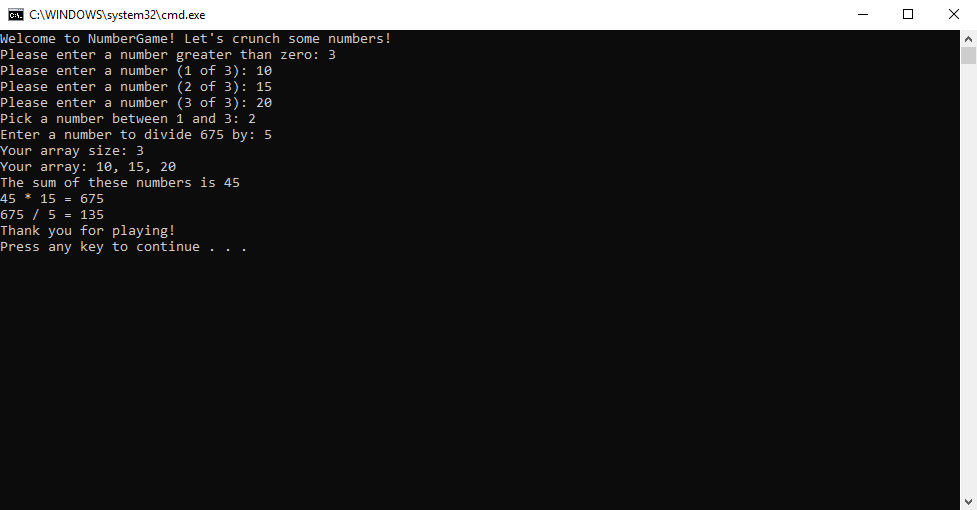 C:\WINDOWS\system32\cmd.exe
Welcome to NumberGame! Let's crunch some numbers!
Please enter a number greater than zero: 3
Please enter a number (1 of 3): 10
Please enter a number (2 of 3): 15
Please enter a number (3 of 3): 20
Pick a number between 1 and 3: 2
Enter a number to divide 675 by: 5
Your array size: 3
Your array: 10, 15, 20
The sum of these numbers is 45
45 * 15 = 675
675 / 5 = 135
Thank you for playing!
Press any key to continue . . .